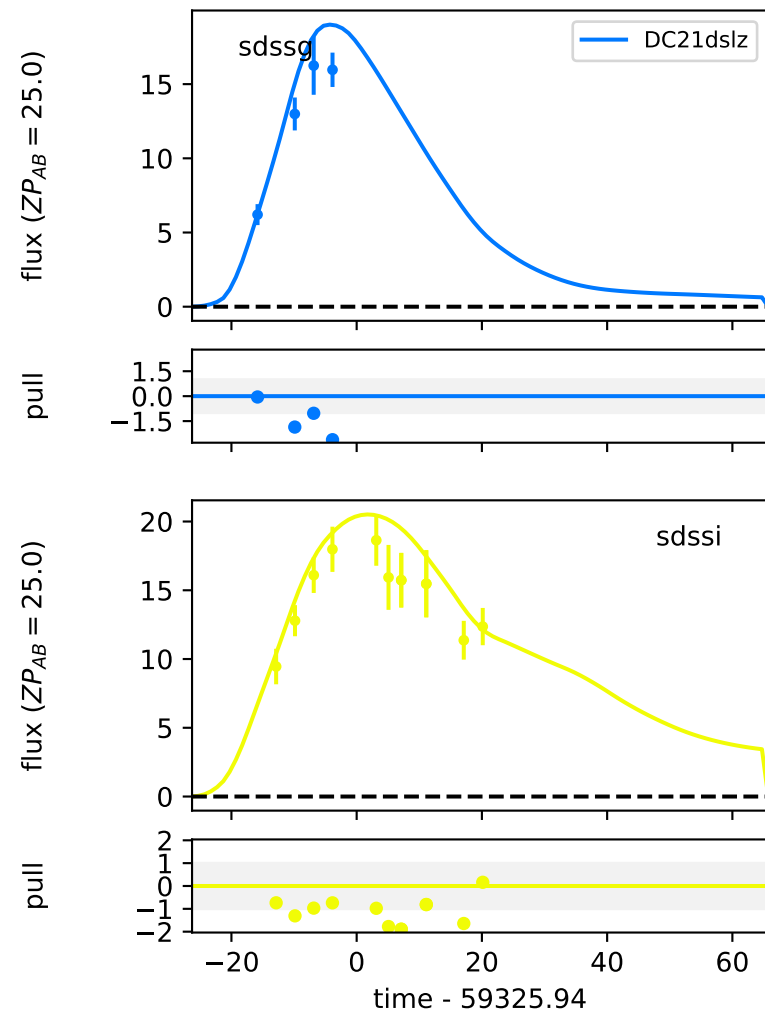 sdssg
DC21dslz
flux ($ZP_{AB}$ = 25.0)
15
10
5
0
pull
1.5
0.0
−1.5
sdssi
flux ($ZP_{AB}$ = 25.0)
20
15
10
5
0
pull
2
1
0
−1
−2
−20 0 20 40 60
time - 59325.94